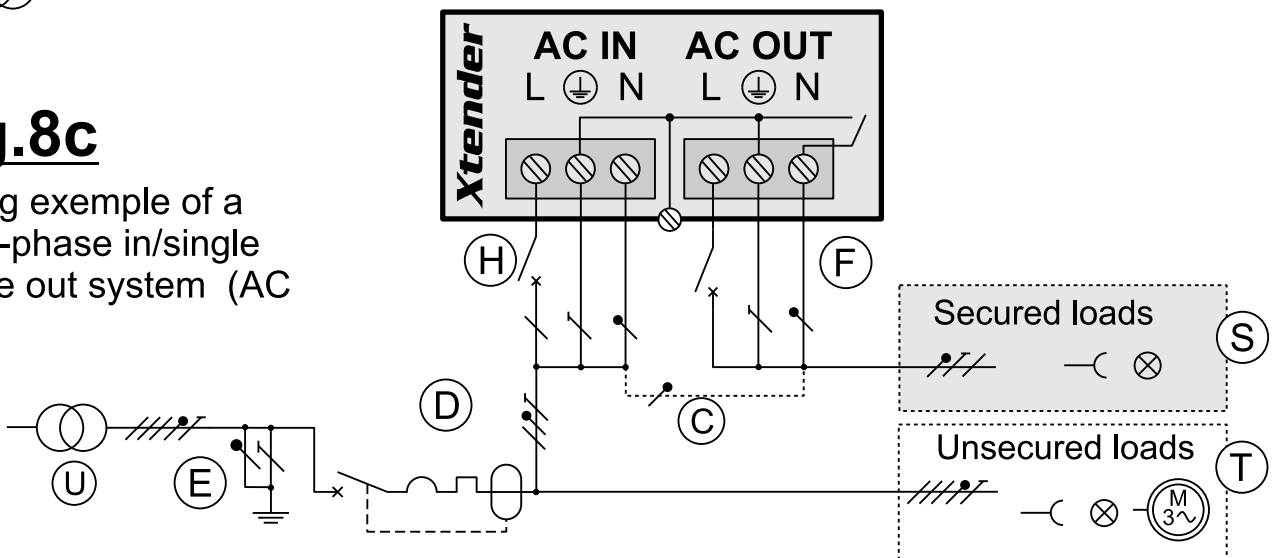 Xtender
AC IN AC OUT
L N L N
g.8c
g exemple of a
-phase in/single
e out system (AC
H
F
Secured loads
S
D
C
Unsecured loads
T
U
E
M
3~